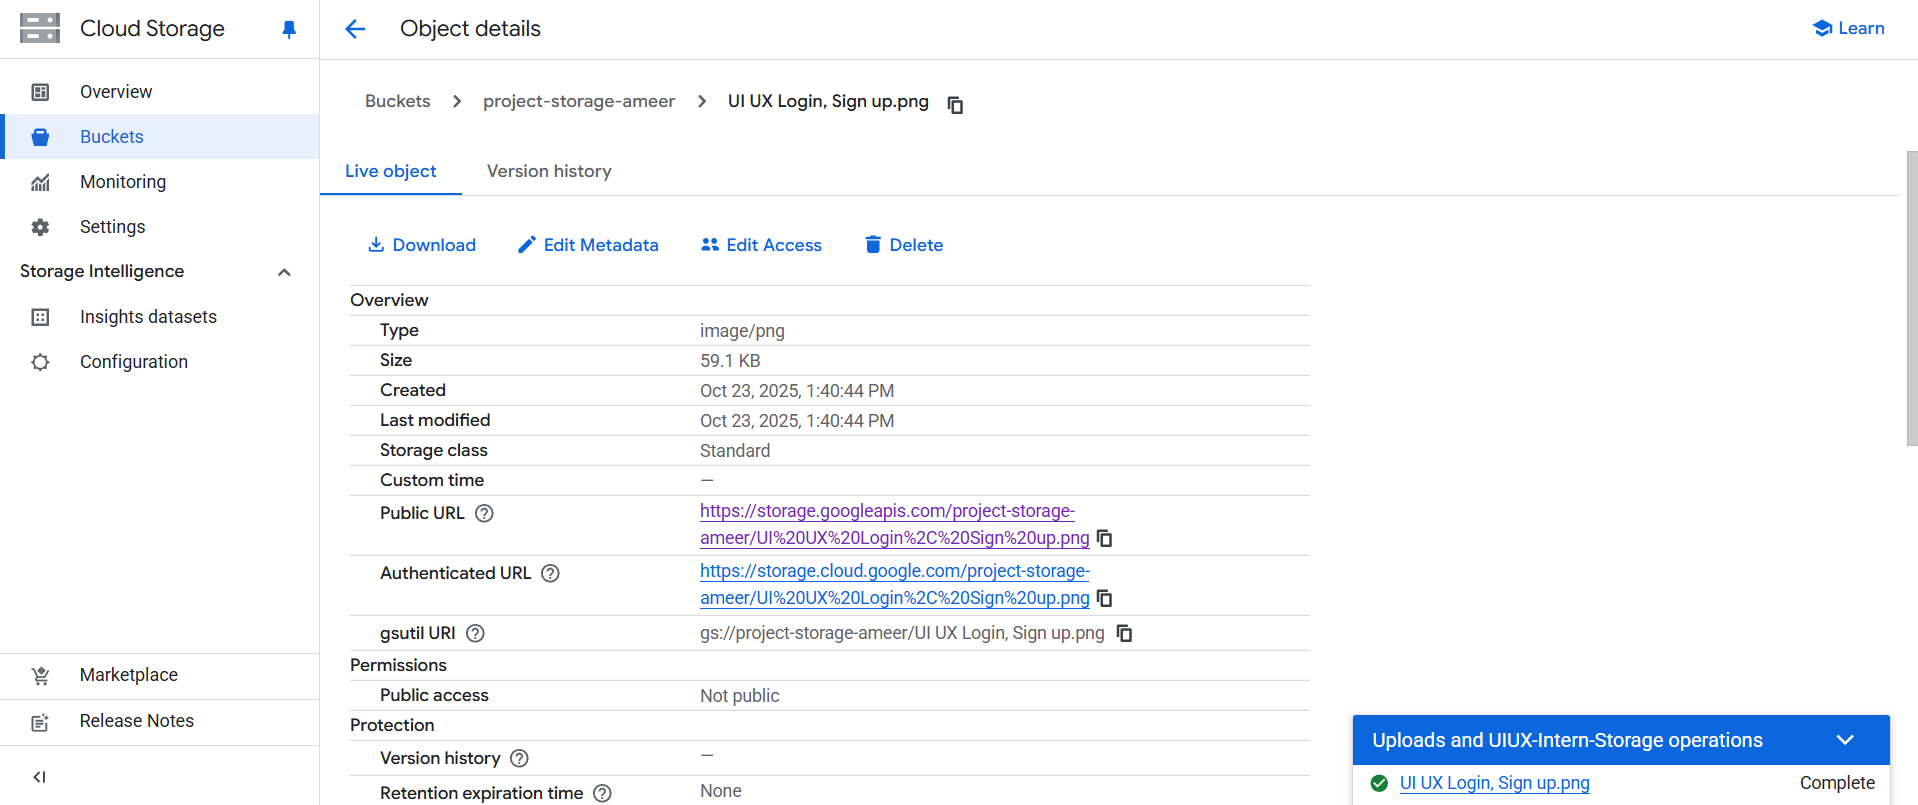 Cloud Storage
Object details
Learn
Overview
Buckets
Monitoring
Settings
Storage Intelligence
Insights datasets
Configuration
Marketplace
Release Notes
Buckets > project-storage-ameer > UI UX Login, Sign up.png
Live object
Version history
Download
Edit Metadata
Edit Access
Delete
Overview
Type image/png
Size 59.1 KB
Created Oct 23, 2025, 1:40:44 PM
Last modified Oct 23, 2025, 1:40:44 PM
Storage class Standard
Custom time —
Public URL https://storage.googleapis.com/project-storage-
ameer/UI%20UX%20Login%2C%20Sign%20up.png
Authenticated URL https://storage.cloud.google.com/project-storage-
ameer/UI%20UX%20Login%2C%20Sign%20up.png
gsutil URI gs://project-storage-ameer/UI UX Login, Sign up.png
Permissions
Public access Not public
Protection
Version history —
Retention expiration time None
Uploads and UIUX-Intern-Storage operations
UI UX Login, Sign up.png Complete